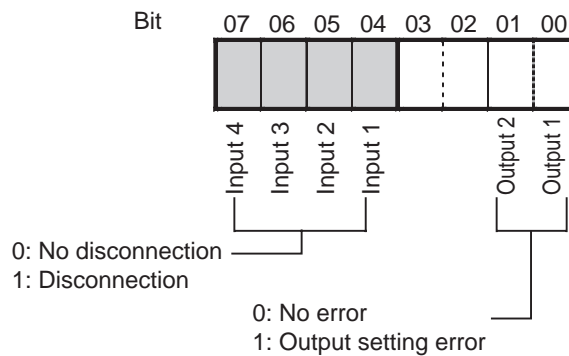 Bit 07 06 05 04 03 02 01 00
Input 4 Input 3 Input 2 Input 1 Output 2 Output 1
0: No disconnection
1: Disconnection
0: No error
1: Output setting error